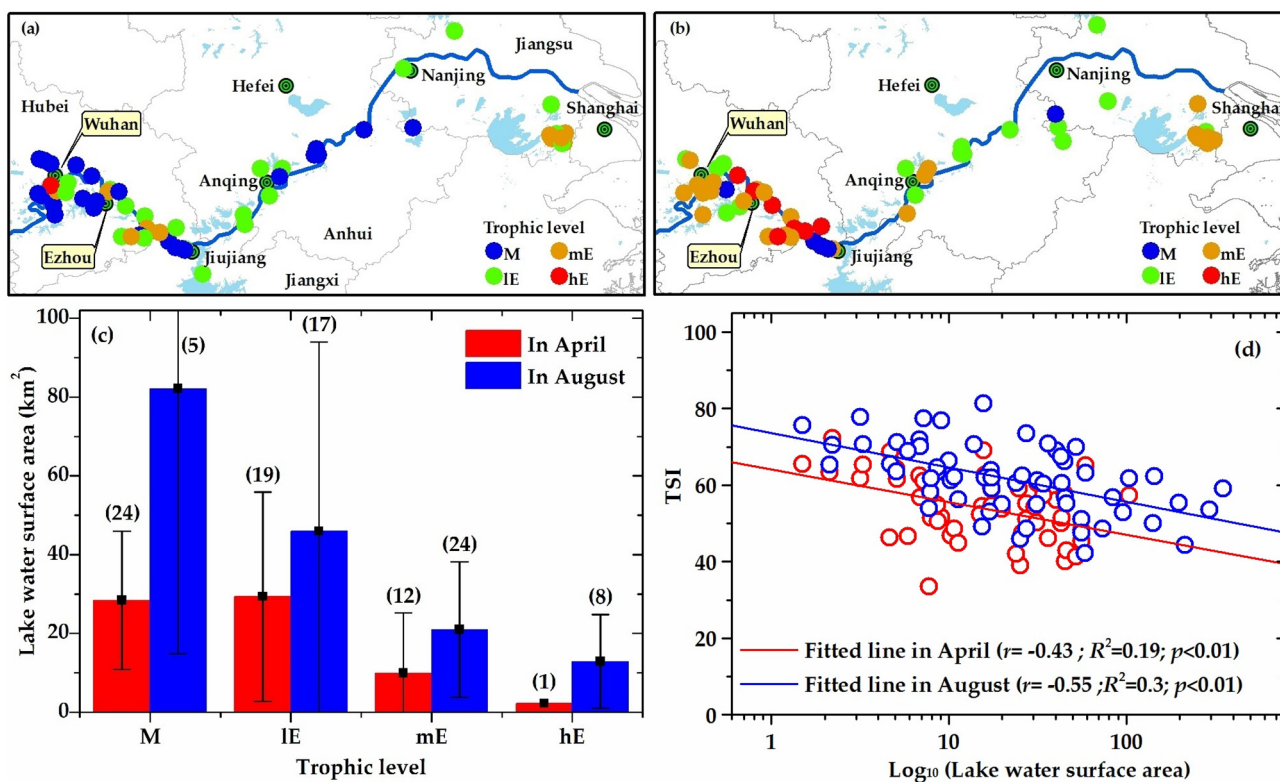 (a)
Jiangsu
Hefei
Nanjing
Hubei
Shanghai
Wuhan
Anqing
Anhui
Trophic level
M
mE
Ezhou
Jiujiang
lE
hE
Jiangxi
(b)
Hefei
Nanjing
Shanghai
Wuhan
Anqing
Trophic level
M
mE
Ezhou
Jiujiang
lE
hE
(c)
Lake water surface area (km²)
100
80
60
40
20
0
(24)
(5)
(19)
(17)
(12)
(24)
(1)
(8)
In April
In August
M
lE
mE
hE
Trophic level
(d)
TSI
100
80
60
40
20
0
Fitted line in April (r= -0.43 ; R²=0.19; p<0.01)
Fitted line in August (r= -0.55 ;R²=0.3; p<0.01)
1
10
100
Log₁₀ (Lake water surface area)